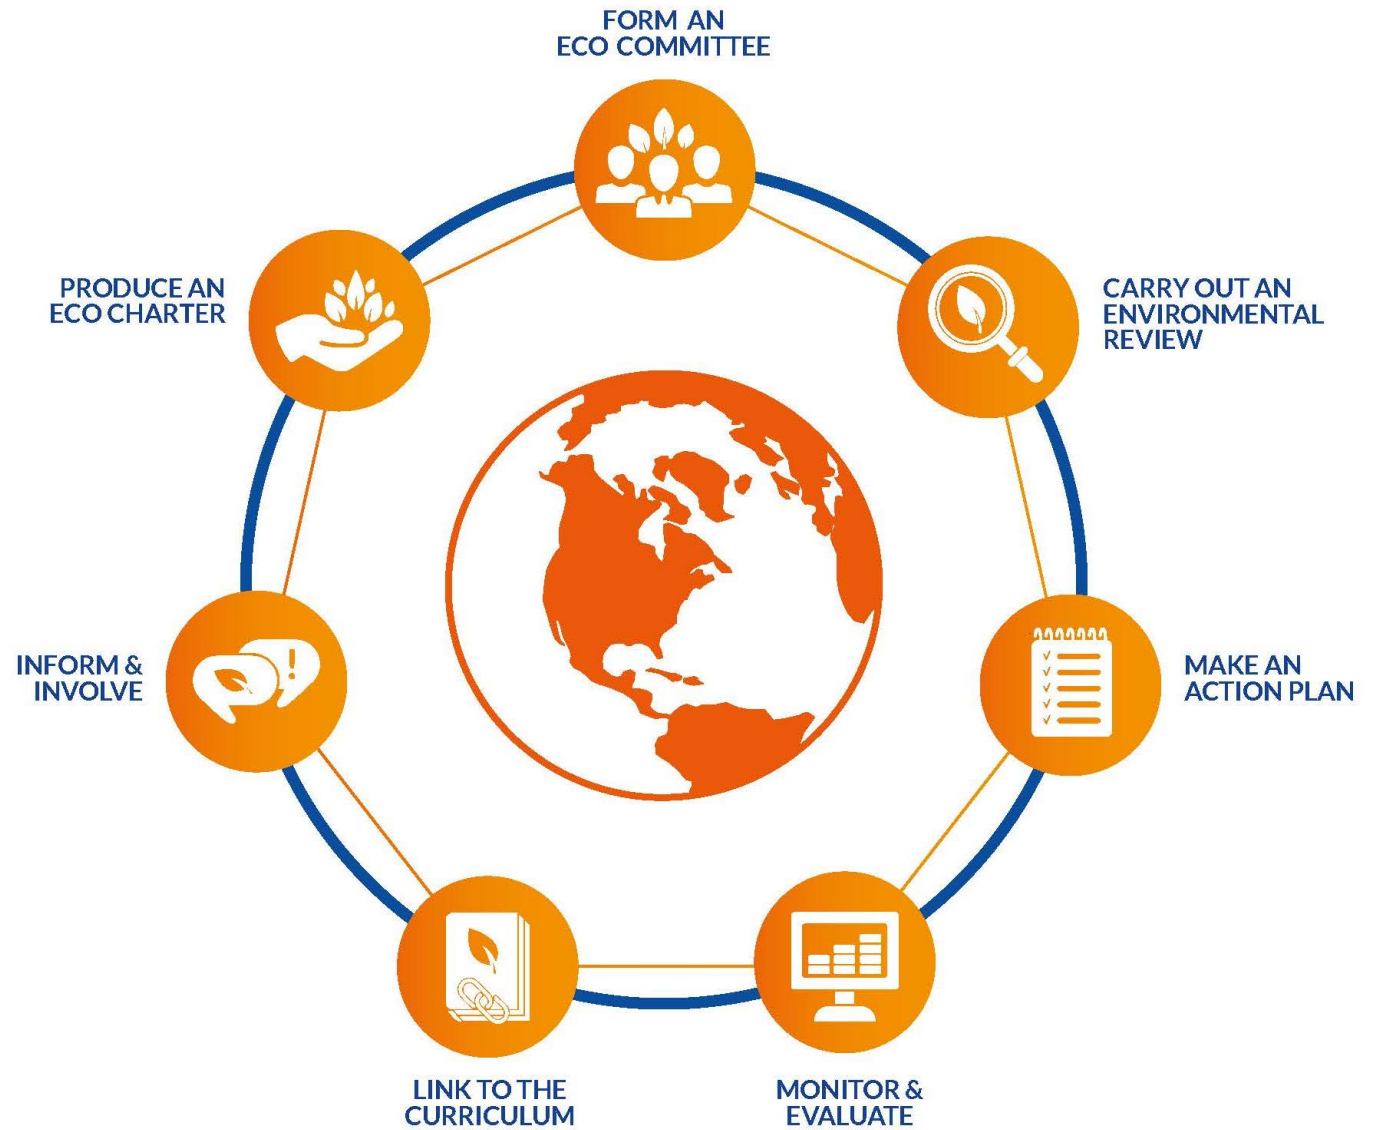 FORM AN
ECO COMMITTEE
CARRY OUT AN
ENVIRONMENTAL
REVIEW
MAKE AN
ACTION PLAN
MONITOR &
EVALUATE
LINK TO THE
CURRICULUM
INFORM &
INVOLVE
PRODUCE AN
ECO CHARTER